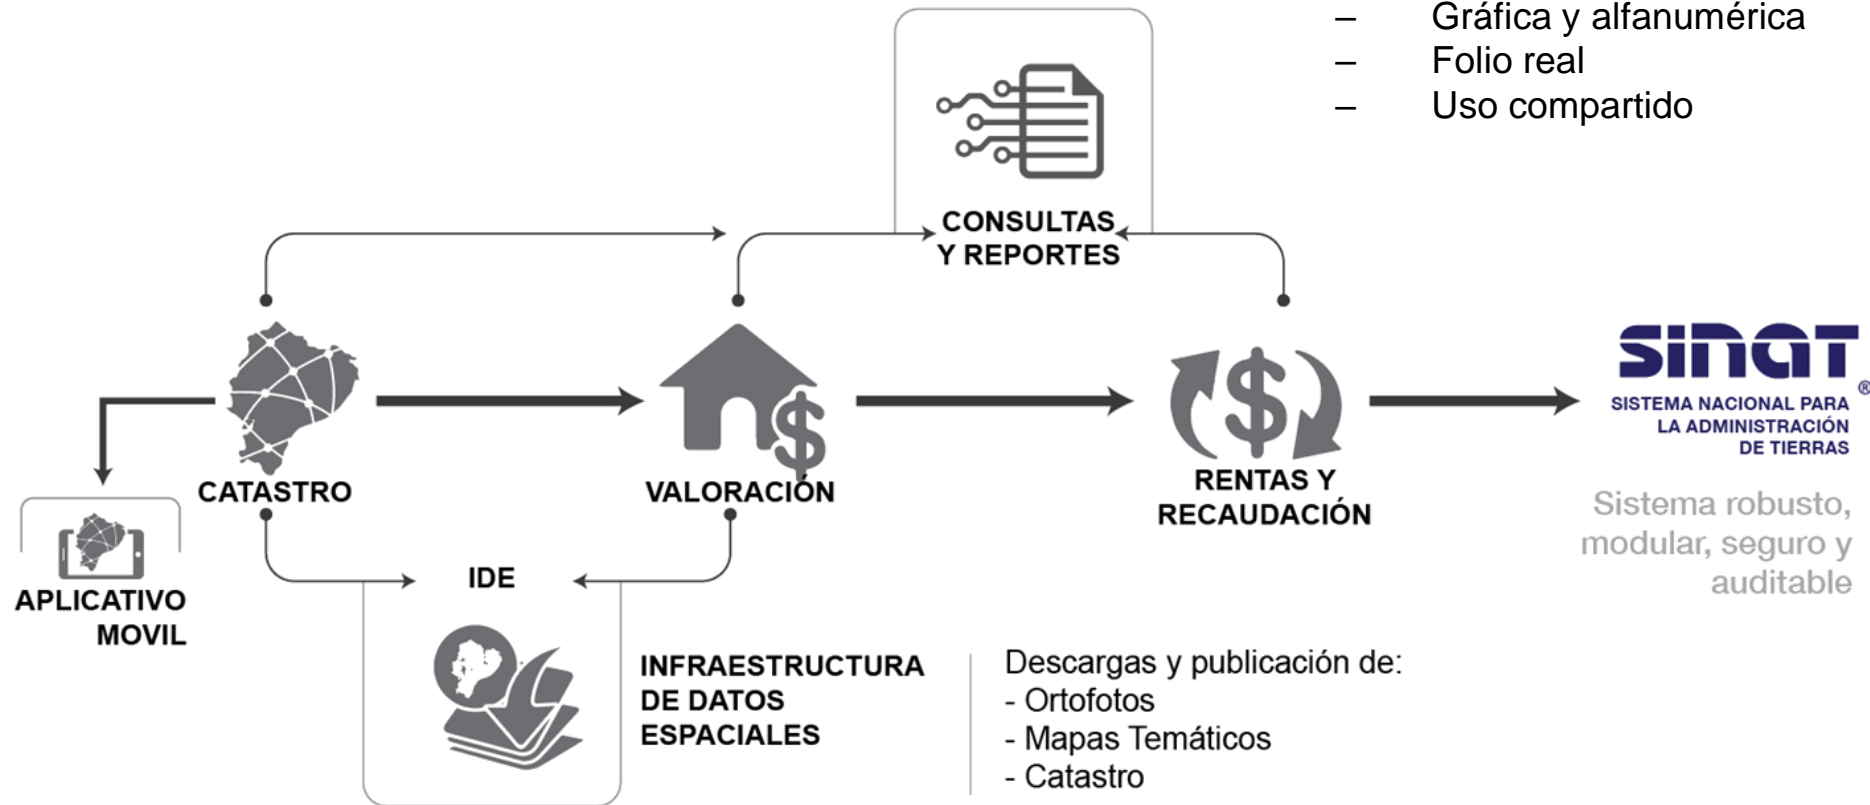 – Gráfica y alfanumérica
– Folio real
– Uso compartido
CONSULTAS
Y REPORTES
CATASTRO
VALORACIÓN
RENTAS Y
RECAUDACIÓN
SINAT®
SISTEMA NACIONAL PARA
LA ADMINISTRACIÓN
DE TIERRAS
Sistema robusto,
modular, seguro y
auditable
APLICATIVO
MOVIL
IDE
INFRAESTRUCTURA
DE DATOS
ESPACIALES
Descargas y publicación de:
- Ortofotos
- Mapas Temáticos
- Catastro